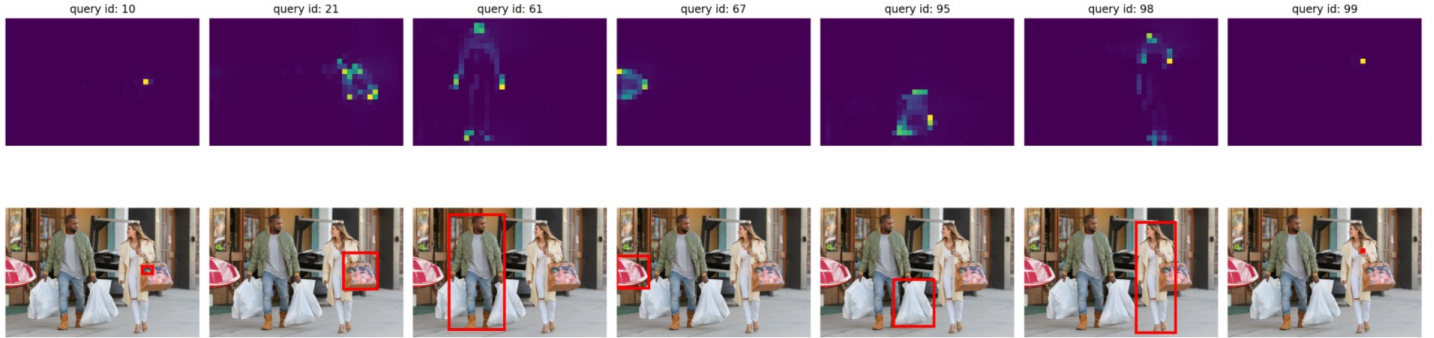 query id: 10
query id: 21
query id: 61
query id: 67
query id: 95
query id: 98
query id: 99